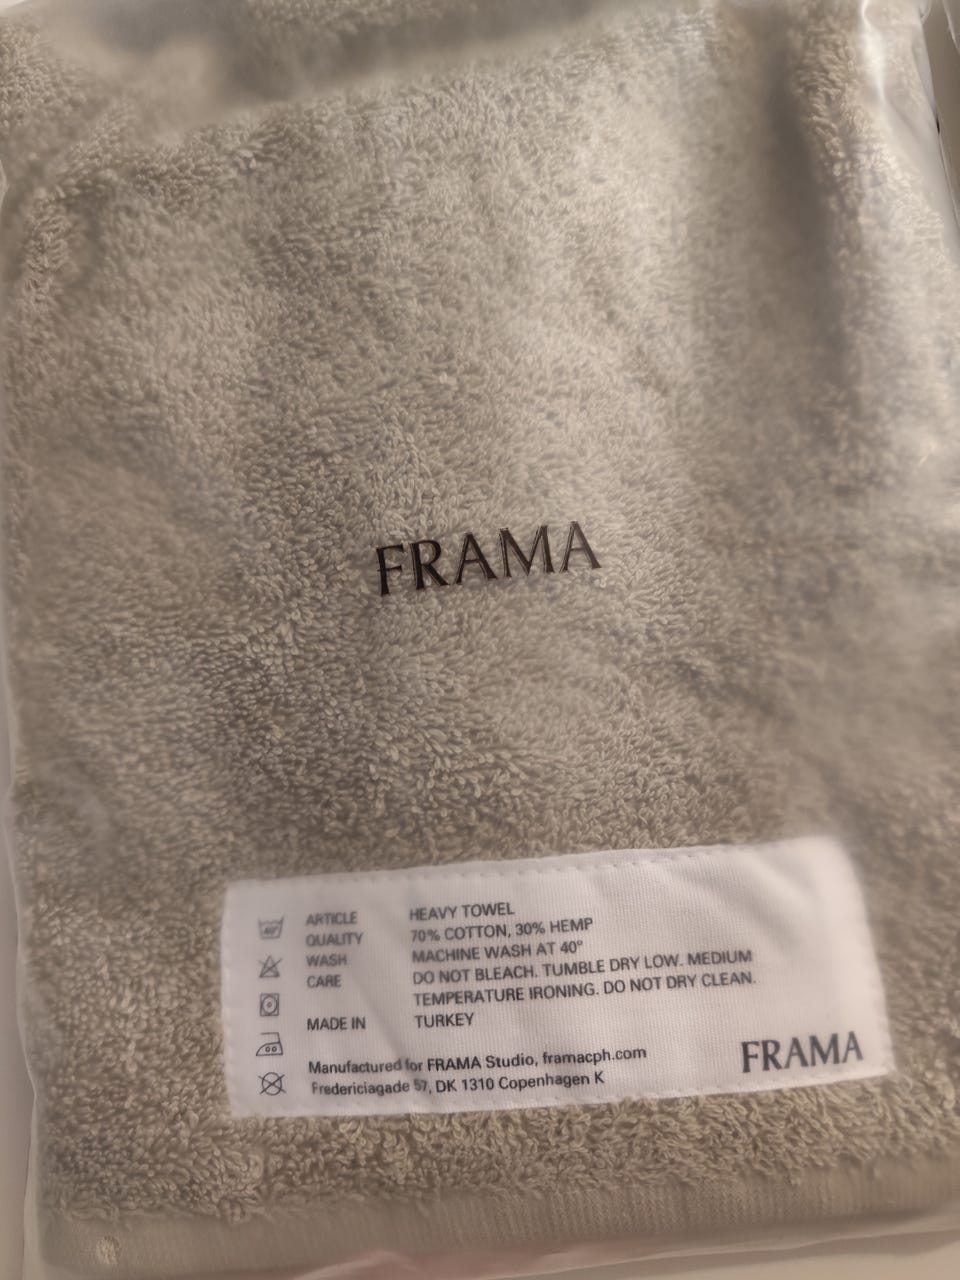 FRAMA
ARTICLE HEAVY TOWEL
QUALITY 70% COTTON, 30% HEMP
WASH MACHINE WASH AT 40°
CARE DO NOT BLEACH. TUMBLE DRY LOW. MEDIUM
TEMPERATURE IRONING. DO NOT DRY CLEAN.
MADE IN TURKEY
Manufactured for FRAMA Studio, framacph.com
Fredericiagade 57, DK 1310 Copenhagen K
FRAMA
40°